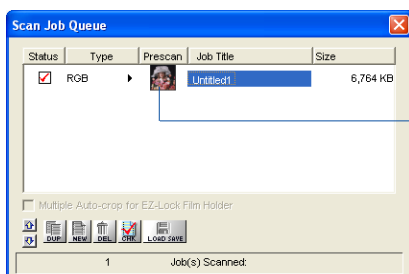 Scan Job Queue
Status Type Prescan Job Title Size
RGB Untitled1 6,764 KB
Multiple Auto-crop for EZ-Lock Film Holder
DUP NEW DEL CHK LOAD SAVE
1 Job(s) Scanned: